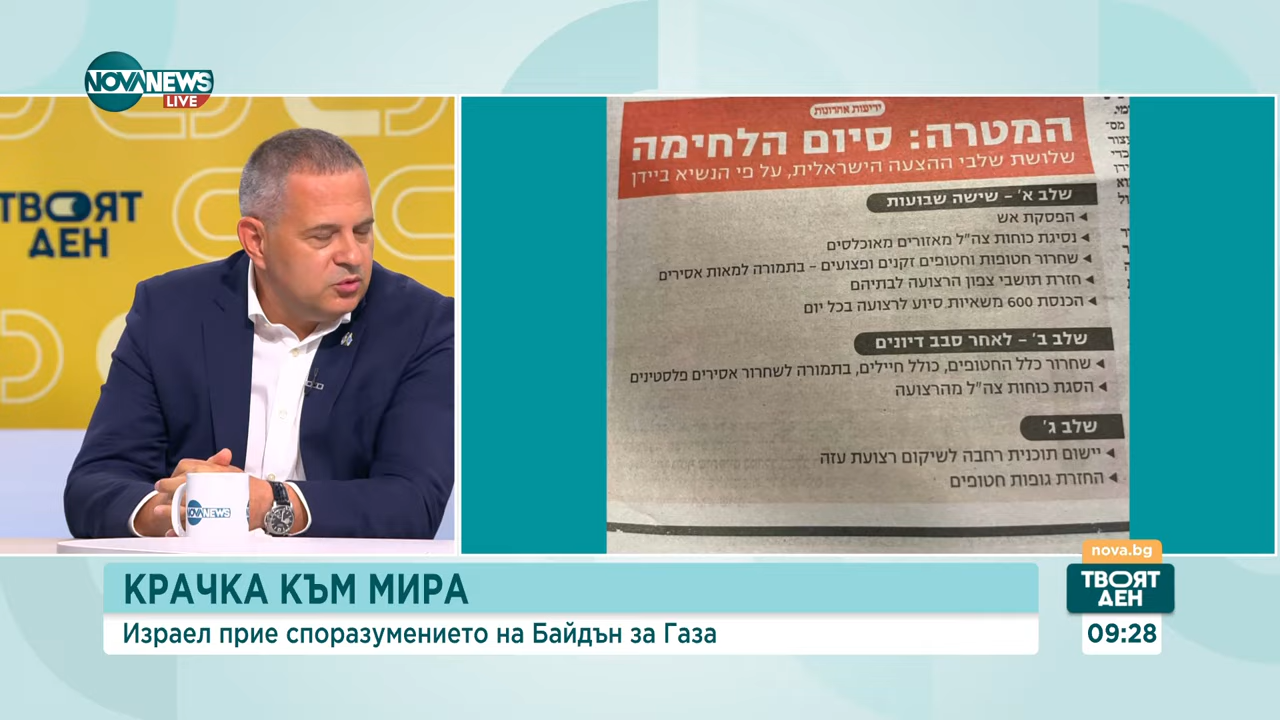 NOVANEWS
LIVE
ТВОЯТ
ДЕН
NOVANEWS
ידיעות אחרונות
המטרה: סיום הלחימה
שלושת שלבי ההצעה הישראלית, על פי הנשיא ביידן
שלב א' – שישה שבועות
הפסקת אש
נסיגת כוחות צה"ל מאזורים מאוכלסים
שחרור חטופות וחטופים זקנים ופצועים – בתמורה למאות אסירים
חזרת תושבי צפון הרצועה לבתיהם
הכנסת 600 משאיות סיוע לרצועה בכל יום
שלב ב' – לאחר סבב דיונים
שחרור כלל החטופים, כולל חיילים, בתמורה לשחרור אסירים פלסטינים
הסגת כוחות צה"ל מהרצועה
שלב ג'
יישום תוכנית רחבה לשיקום רצועת עזה
החזרת גופות חטופים
КРАЧКА КЪМ МИРА
Израел прие споразумението на Байдън за Газа
nova.bg
ТВОЯТ
ДЕН
09:28